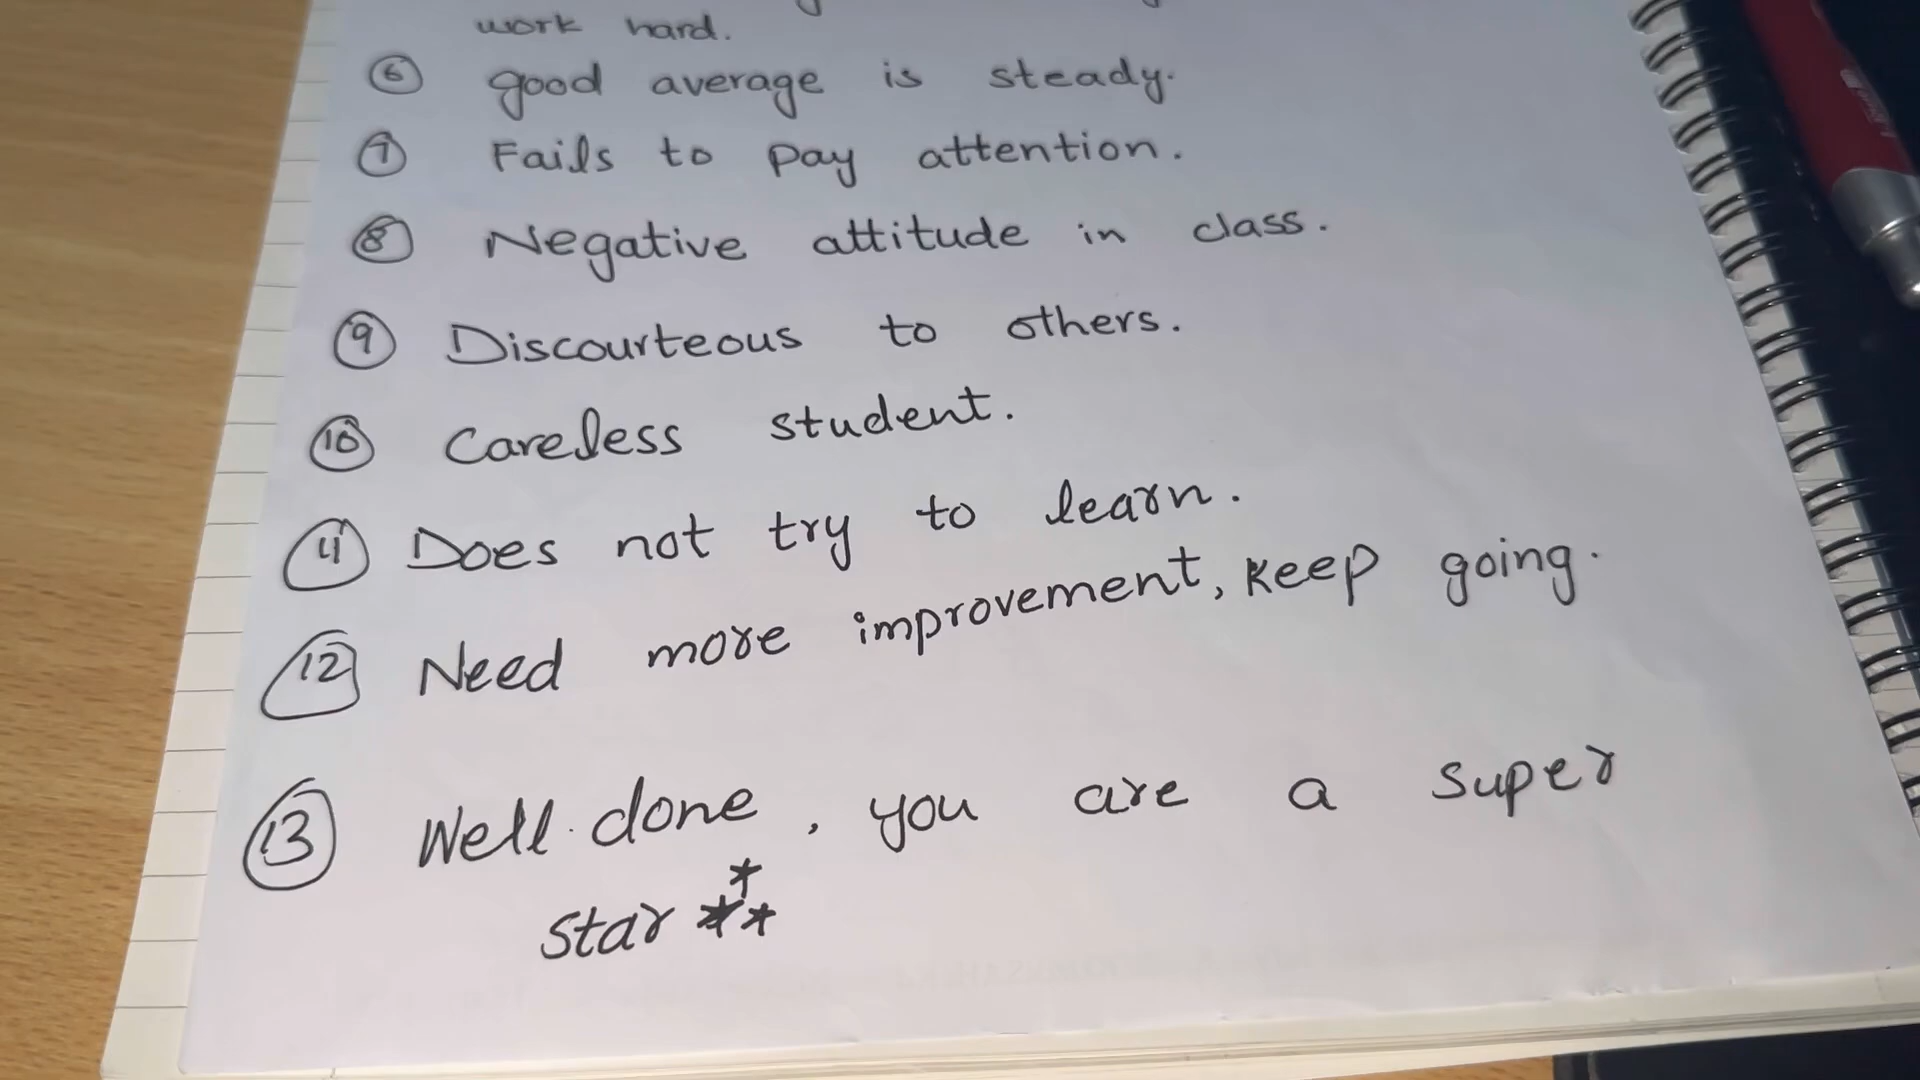 work hard.
6 good average is steady.
7 Fails to pay attention.
8 Negative attitude in class.
9 Discourteous to others.
10 Careless student.
11 Does not try to learn.
12 Need more improvement, keep going.
13 Well done, you are a super
star ***